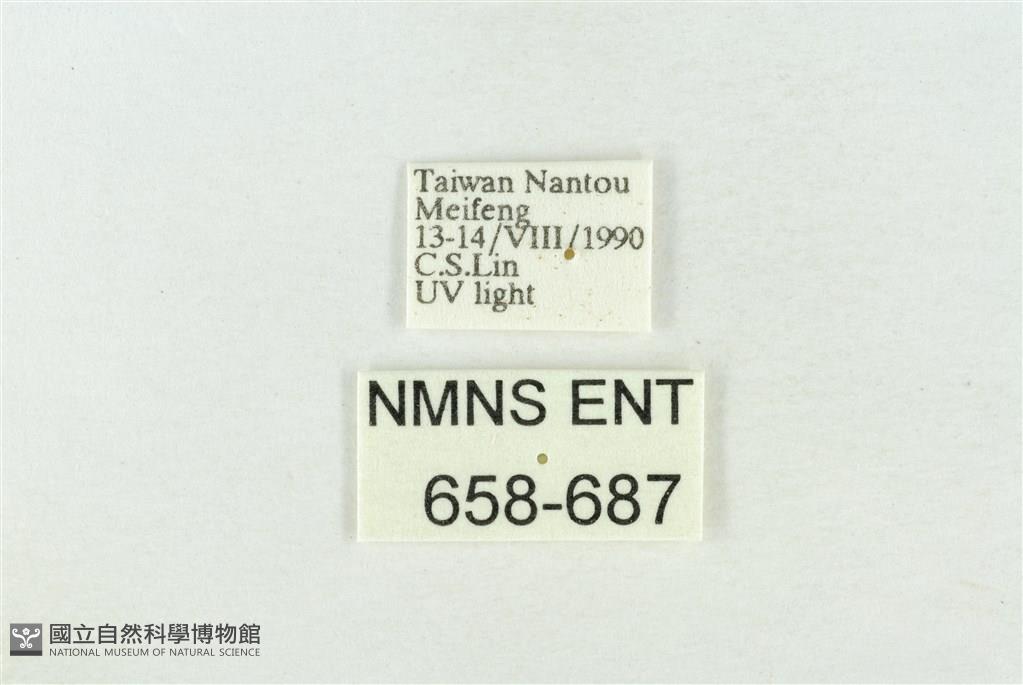 Taiwan Nantou
Meifeng
13-14/VIII/1990
C.S.Lin
UV light
NMNS ENT
658-687
國立自然科學博物館
NATIONAL MUSEUM OF NATURAL SCIENCE